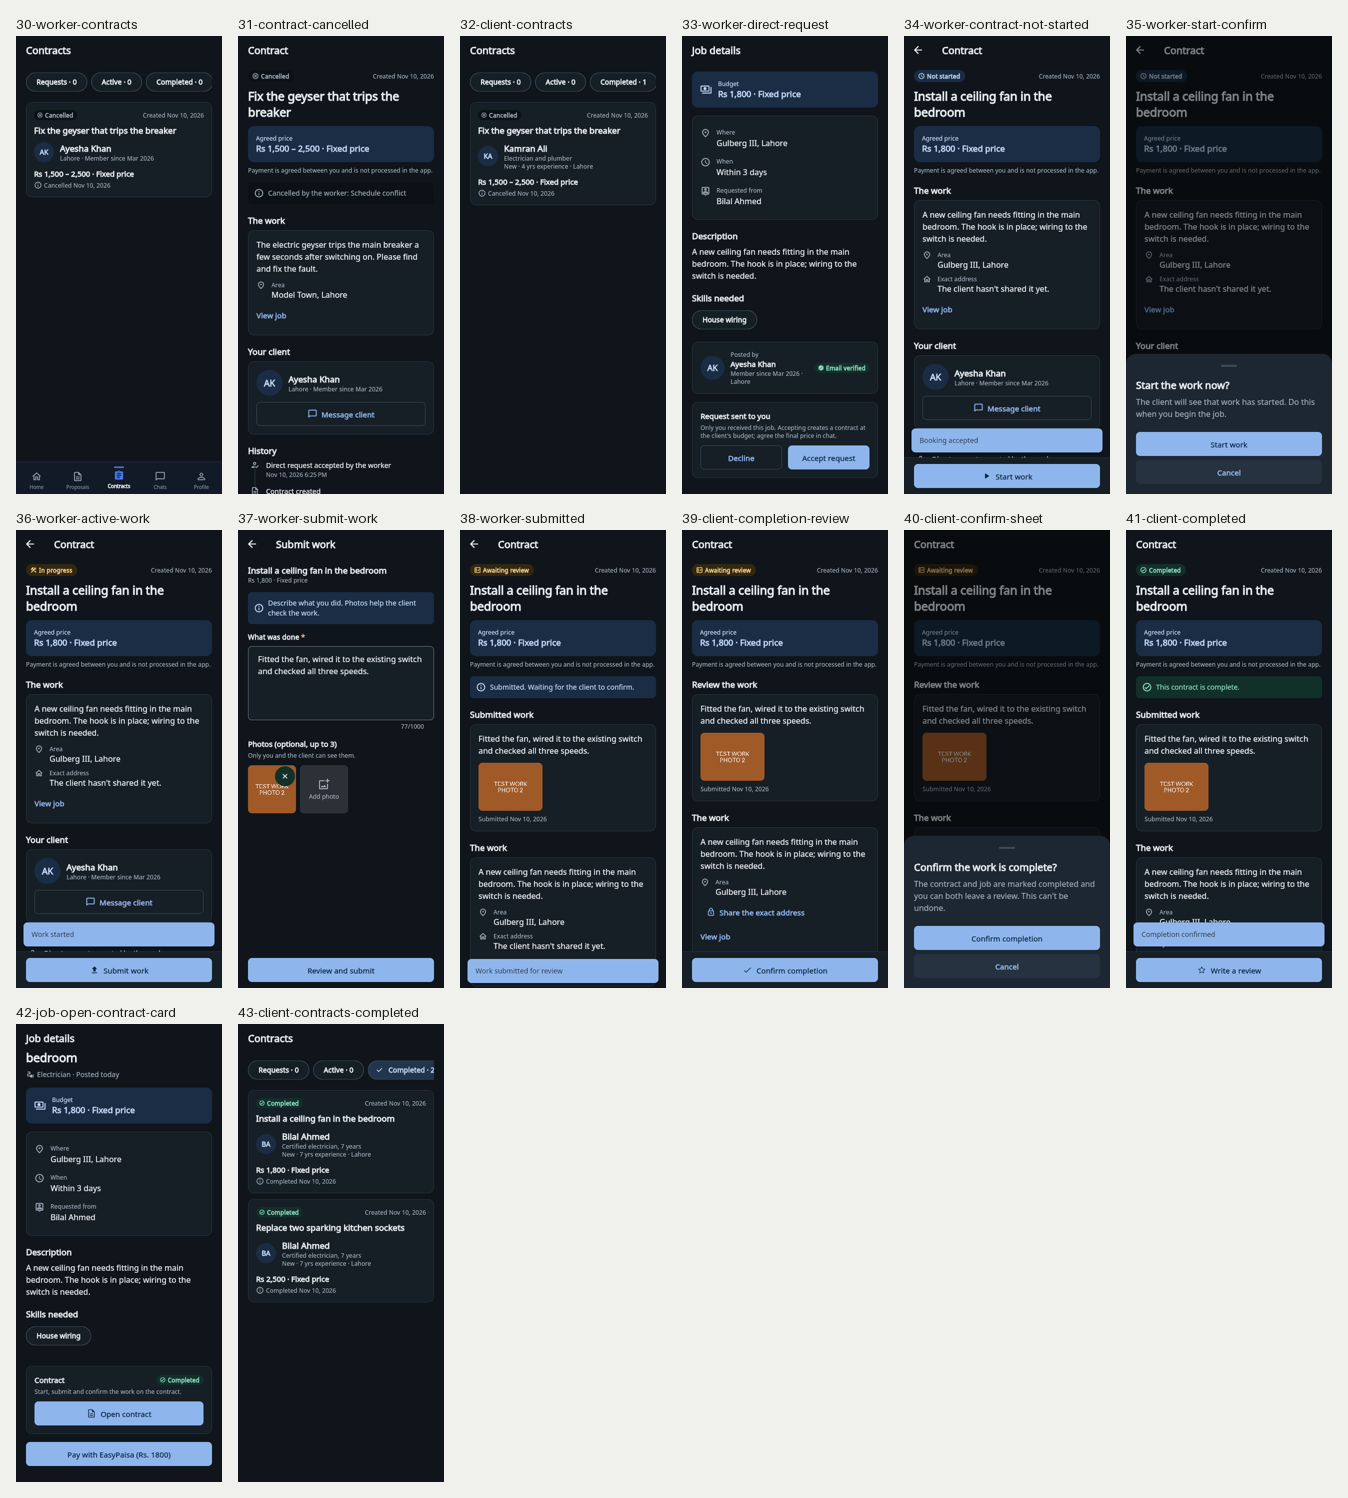 30-worker-contracts
Contracts
Requests · 0
Active · 0
Completed · 0
Cancelled
Created Nov 10, 2026
Fix the geyser that trips the breaker
AK
Ayesha Khan
Lahore · Member since Mar 2026
Rs 1,500 – 2,500 · Fixed price
Cancelled Nov 10, 2026
Home
Proposals
Contracts
Chats
Profile
31-contract-cancelled
Contract
Cancelled
Created Nov 10, 2026
Fix the geyser that trips the
breaker
Agreed price
Rs 1,500 – 2,500 · Fixed price
Payment is agreed between you and is not processed in the app.
Cancelled by the worker: Schedule conflict
The work
The electric geyser trips the main breaker a
few seconds after switching on. Please find
and fix the fault.
Area
Model Town, Lahore
View job
Your client
AK
Ayesha Khan
Lahore · Member since Mar 2026
Message client
History
Direct request accepted by the worker
Nov 10, 2026 6:25 PM
Contract created
32-client-contracts
Contracts
Requests · 0
Active · 0
Completed · 1
Cancelled
Created Nov 10, 2026
Fix the geyser that trips the breaker
KA
Kamran Ali
Electrician and plumber
New · 4 yrs experience · Lahore
Rs 1,500 – 2,500 · Fixed price
Cancelled Nov 10, 2026
33-worker-direct-request
Job details
Budget
Rs 1,800 · Fixed price
Where
Gulberg III, Lahore
When
Within 3 days
Requested from
Bilal Ahmed
Description
A new ceiling fan needs fitting in the main
bedroom. The hook is in place; wiring to the
switch is needed.
Skills needed
House wiring
AK
Posted by
Ayesha Khan
Member since Mar 2026 ·
Lahore
Email verified
Request sent to you
Only you received this job. Accepting creates a contract at
the client's budget; agree the final price in chat.
Decline
Accept request
34-worker-contract-not-started
Contract
Not started
Created Nov 10, 2026
Install a ceiling fan in the
bedroom
Agreed price
Rs 1,800 · Fixed price
Payment is agreed between you and is not processed in the app.
The work
A new ceiling fan needs fitting in the main
bedroom. The hook is in place; wiring to the
switch is needed.
Area
Gulberg III, Lahore
Exact address
The client hasn't shared it yet.
View job
Your client
AK
Ayesha Khan
Lahore · Member since Mar 2026
Message client
Booking accepted
Start work
35-worker-start-confirm
Contract
Not started
Created Nov 10, 2026
Install a ceiling fan in the
bedroom
Agreed price
Rs 1,800 · Fixed price
Payment is agreed between you and is not processed in the app.
The work
A new ceiling fan needs fitting in the main
bedroom. The hook is in place; wiring to the
switch is needed.
Area
Gulberg III, Lahore
Exact address
The client hasn't shared it yet.
View job
Your client
Start the work now?
The client will see that work has started. Do this
when you begin the job.
Start work
Cancel
36-worker-active-work
Contract
In progress
Created Nov 10, 2026
Install a ceiling fan in the
bedroom
Agreed price
Rs 1,800 · Fixed price
Payment is agreed between you and is not processed in the app.
The work
A new ceiling fan needs fitting in the main
bedroom. The hook is in place; wiring to the
switch is needed.
Area
Gulberg III, Lahore
Exact address
The client hasn't shared it yet.
View job
Your client
AK
Ayesha Khan
Lahore · Member since Mar 2026
Message client
Work started
Submit work
37-worker-submit-work
Submit work
Install a ceiling fan in the bedroom
Rs 1,800 · Fixed price
Describe what you did. Photos help the client
check the work.
What was done *
Fitted the fan, wired it to the existing switch
and checked all three speeds.
77/1000
Photos (optional, up to 3)
Only you and the client can see them.
TEST WORK
PHOTO 2
Add photo
Review and submit
38-worker-submitted
Contract
Awaiting review
Created Nov 10, 2026
Install a ceiling fan in the
bedroom
Agreed price
Rs 1,800 · Fixed price
Payment is agreed between you and is not processed in the app.
Submitted. Waiting for the client to confirm.
Submitted work
Fitted the fan, wired it to the existing switch
and checked all three speeds.
TEST WORK
PHOTO 2
Submitted Nov 10, 2026
The work
A new ceiling fan needs fitting in the main
bedroom. The hook is in place; wiring to the
switch is needed.
Area
Gulberg III, Lahore
Exact address
The client hasn't shared it yet.
Work submitted for review
39-client-completion-review
Contract
Awaiting review
Created Nov 10, 2026
Install a ceiling fan in the
bedroom
Agreed price
Rs 1,800 · Fixed price
Payment is agreed between you and is not processed in the app.
Review the work
Fitted the fan, wired it to the existing switch
and checked all three speeds.
TEST WORK
PHOTO 2
Submitted Nov 10, 2026
The work
A new ceiling fan needs fitting in the main
bedroom. The hook is in place; wiring to the
switch is needed.
Area
Gulberg III, Lahore
Share the exact address
View job
Confirm completion
40-client-confirm-sheet
Contract
Awaiting review
Created Nov 10, 2026
Install a ceiling fan in the
bedroom
Agreed price
Rs 1,800 · Fixed price
Payment is agreed between you and is not processed in the app.
Review the work
Fitted the fan, wired it to the existing switch
and checked all three speeds.
TEST WORK
PHOTO 2
Submitted Nov 10, 2026
The work
Confirm the work is complete?
The contract and job are marked completed and
you can both leave a review. This can't be
undone.
Confirm completion
Cancel
41-client-completed
Contract
Completed
Created Nov 10, 2026
Install a ceiling fan in the
bedroom
Agreed price
Rs 1,800 · Fixed price
Payment is agreed between you and is not processed in the app.
This contract is complete.
Submitted work
Fitted the fan, wired it to the existing switch
and checked all three speeds.
TEST WORK
PHOTO 2
Submitted Nov 10, 2026
The work
A new ceiling fan needs fitting in the main
bedroom. The hook is in place; wiring to the
switch is needed.
Area
Gulberg III, Lahore
Completion confirmed
Write a review
42-job-open-contract-card
Job details
bedroom
Electrician · Posted today
Budget
Rs 1,800 · Fixed price
Where
Gulberg III, Lahore
When
Within 3 days
Requested from
Bilal Ahmed
Description
A new ceiling fan needs fitting in the main
bedroom. The hook is in place; wiring to the
switch is needed.
Skills needed
House wiring
Contract
Completed
Start, submit and confirm the work on the contract.
Open contract
Pay with EasyPaisa (Rs. 1800)
43-client-contracts-completed
Contracts
Requests · 0
Active · 0
Completed · 2
Completed
Created Nov 10, 2026
Install a ceiling fan in the bedroom
BA
Bilal Ahmed
Certified electrician, 7 years
New · 7 yrs experience · Lahore
Rs 1,800 · Fixed price
Completed Nov 10, 2026
Completed
Created Nov 10, 2026
Replace two sparking kitchen sockets
BA
Bilal Ahmed
Certified electrician, 7 years
New · 7 yrs experience · Lahore
Rs 2,500 · Fixed price
Completed Nov 10, 2026